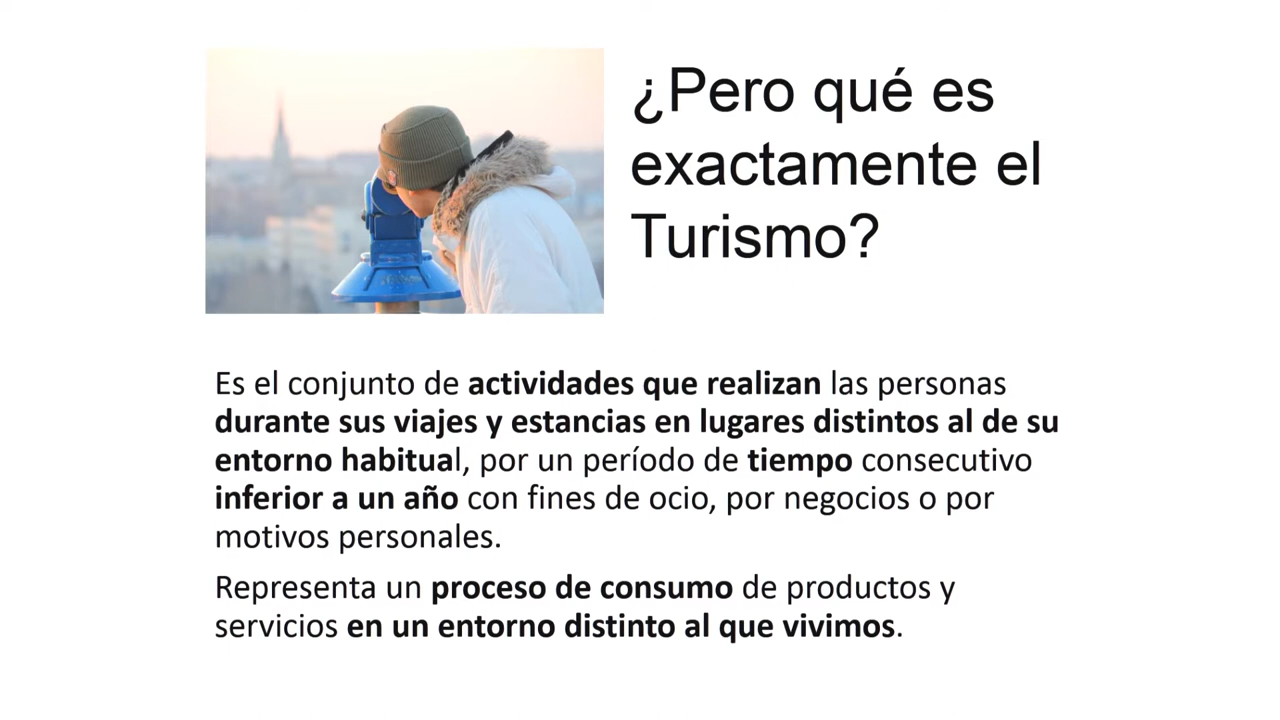 ¿Pero qué es
exactamente el
Turismo?
Es el conjunto de actividades que realizan las personas
durante sus viajes y estancias en lugares distintos al de su
entorno habitual, por un período de tiempo consecutivo
inferior a un año con fines de ocio, por negocios o por
motivos personales.
Representa un proceso de consumo de productos y
servicios en un entorno distinto al que vivimos.